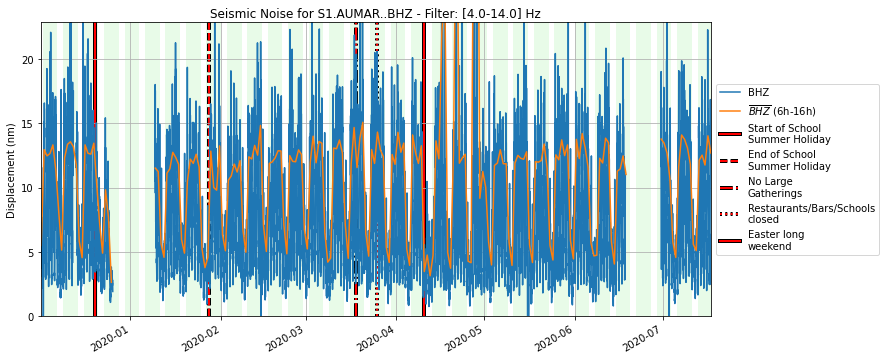 Seismic Noise for S1.AUMAR..BHZ - Filter: [4.0-14.0] Hz
Displacement (nm)
20
15
10
5
0
2020-01
2020-02
2020-03
2020-04
2020-05
2020-06
2020-07
BHZ
BHZ (6h-16h)
Start of School
Summer Holiday
End of School
Summer Holiday
No Large
Gatherings
Restaurants/Bars/Schools
closed
Easter long
weekend